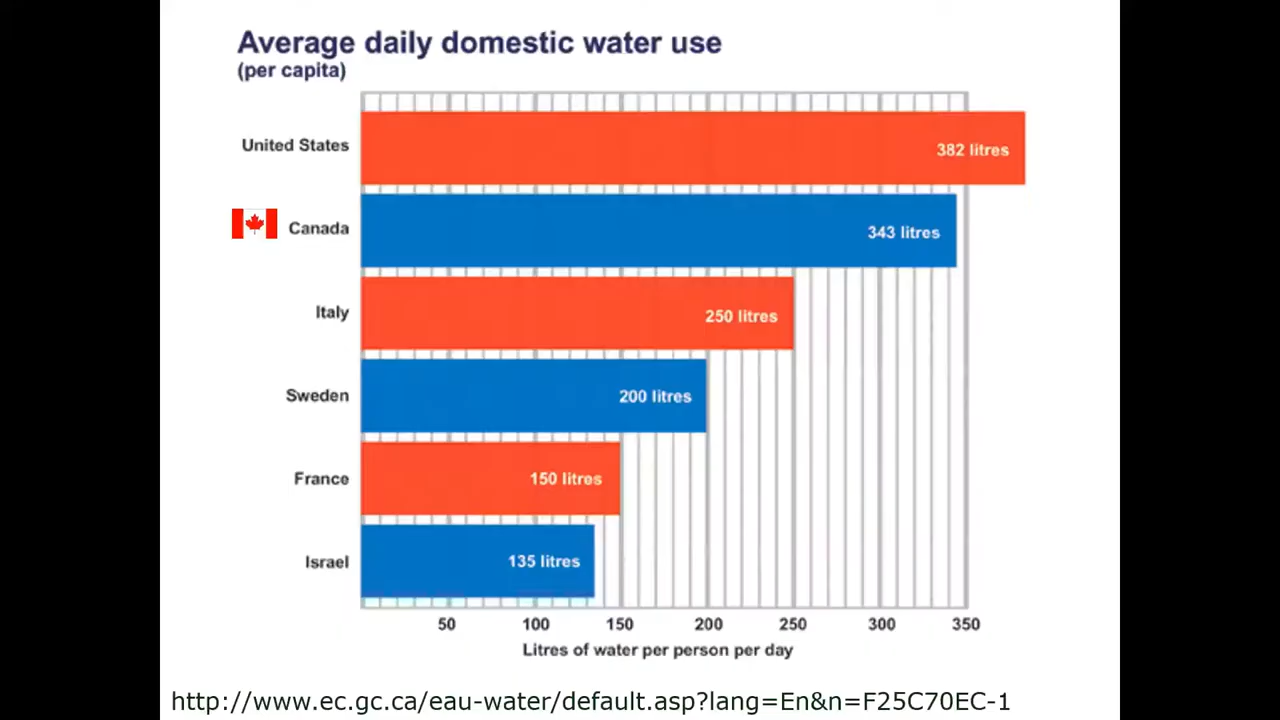 Average daily domestic water use
(per capita)
United States
382 litres
Canada
343 litres
Italy
250 litres
Sweden
200 litres
France
150 litres
Israel
135 litres
50 100 150 200 250 300 350
Litres of water per person per day
http://www.ec.gc.ca/eau-water/default.asp?lang=En&n=F25C70EC-1